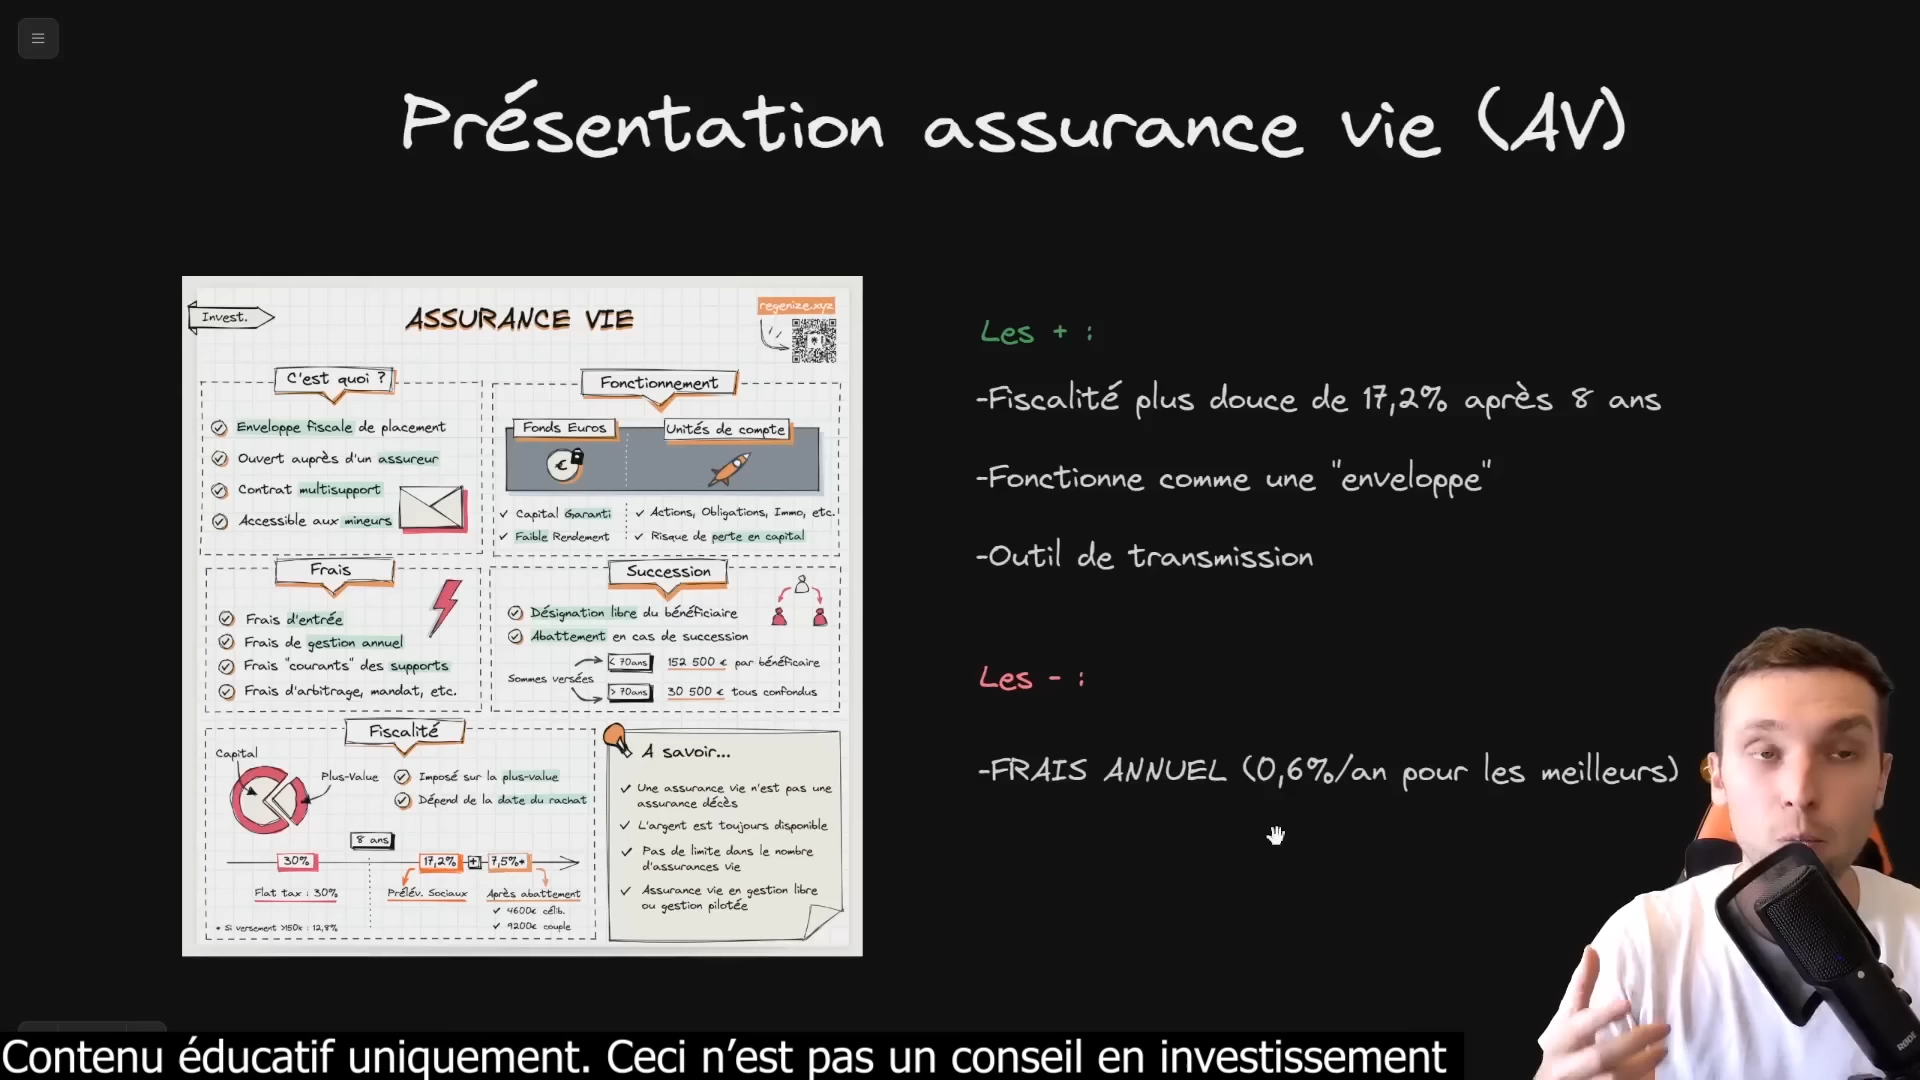 Présentation assurance vie (AV)
Invest.
ASSURANCE VIE
regenize.xyz
C'est quoi ?
Enveloppe fiscale de placement
Ouvert auprès d'un assureur
Contrat multisupport
Accessible aux mineurs
Fonctionnement
Fonds Euros
Unités de compte
€
Capital Garanti
Faible Rendement
Actions, Obligations, Immo, etc.
Risque de perte en capital
Frais
Frais d'entrée
Frais de gestion annuel
Frais "courants" des supports
Frais d'arbitrage, mandat, etc.
Succession
Désignation libre du bénéficiaire
Abattement en cas de succession
Sommes versées
< 70ans
152 500 € par bénéficiaire
> 70ans
30 500 € tous confondus
Fiscalité
Capital
Plus-Value
Imposé sur la plus-value
Dépend de la date du rachat
8 ans
30%
17,2% + 7,5%*
Flat tax : 30%
Prélèv. Sociaux
Après abattement
4600€ célib.
9200€ couple
* Si versement >150k : 12,8%
A savoir...
Une assurance vie n'est pas une
assurance décès
L'argent est toujours disponible
Pas de limite dans le nombre
d'assurances vie
Assurance vie en gestion libre
ou gestion pilotée
Les + :
-Fiscalité plus douce de 17,2% après 8 ans
-Fonctionne comme une "enveloppe"
-Outil de transmission
Les - :
-FRAIS ANNUEL (0,6%/an pour les meilleurs)
RØDE
Contenu éducatif uniquement. Ceci n’est pas un conseil en investissement